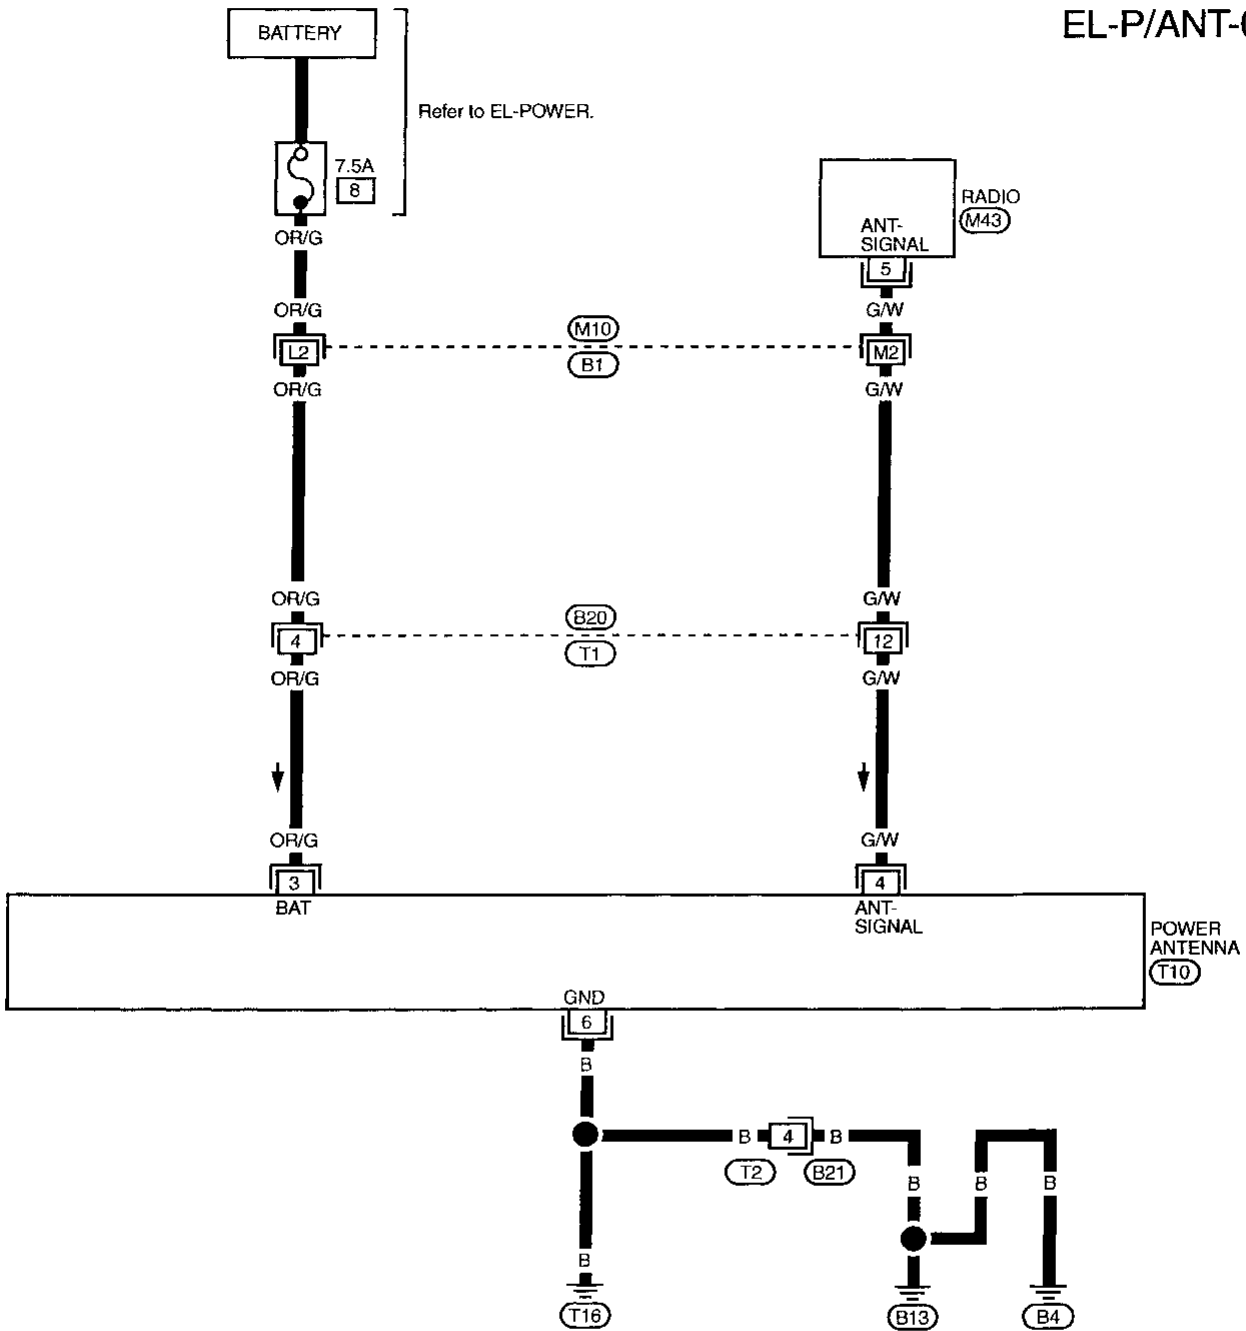 EL-P/ANT-
BATTERY
Refer to EL-POWER.
7.5A
8
OR/G
RADIO
M43
ANT-
SIGNAL
5
OR/G
G/W
M10
L2
M2
B1
OR/G
G/W
OR/G
G/W
B20
4
12
T1
OR/G
G/W
OR/G
G/W
3
4
BAT
ANT-
SIGNAL
POWER
ANTENNA
T10
GND
6
B
B 4 B
T2
B21
B
B
B
B
T16
B13
B4